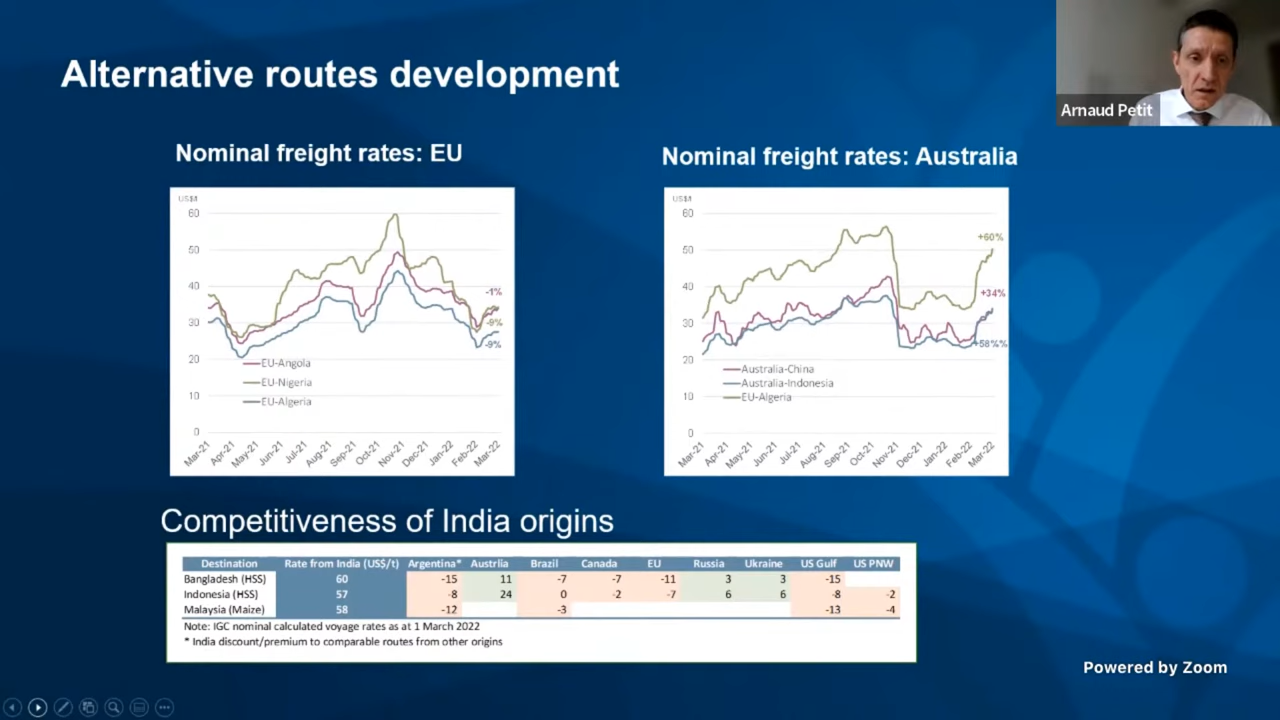 Alternative routes development
Arnaud Petit
Nominal freight rates: EU
Nominal freight rates: Australia
US$/t
60
50
40
30
20
10
0
-1%
-9%
-9%
EU-Angola
EU-Nigeria
EU-Algeria
Mar-21
Apr-21
May-21
Jun-21
Jul-21
Aug-21
Sep-21
Oct-21
Nov-21
Dec-21
Jan-22
Feb-22
Mar-22
US$/t
60
50
40
30
20
10
0
+60%
+34%
+58%%
Australia-China
Australia-Indonesia
EU-Algeria
Mar-21
Apr-21
May-21
Jun-21
Jul-21
Aug-21
Sep-21
Oct-21
Nov-21
Dec-21
Jan-22
Feb-22
Mar-22
Competitiveness of India origins
Destination Rate from India (US$/t) Argentina* Austrlia Brazil Canada EU Russia Ukraine US Gulf US PNW
Bangladesh (HSS) 60 -15 11 -7 -7 -11 3 3 -15
Indonesia (HSS) 57 -8 24 0 -2 -7 6 6 -8 -2
Malaysia (Maize) 58 -12 -3 -13 -4
Note: IGC nominal calculated voyage rates as at 1 March 2022
* India discount/premium to comparable routes from other origins
Powered by Zoom